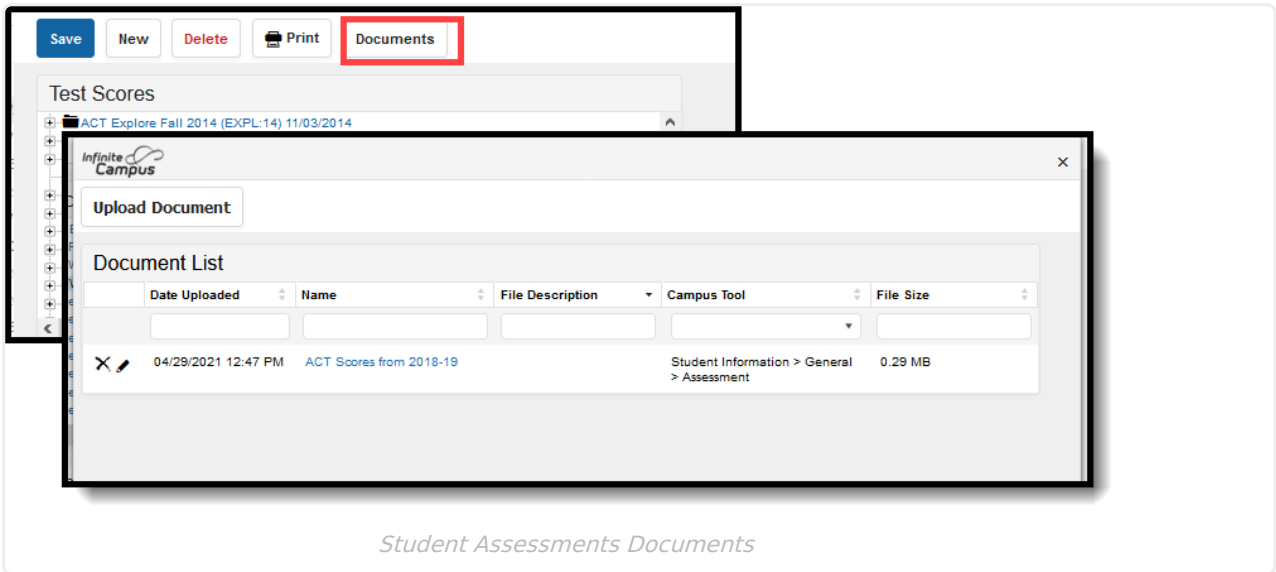 Save New Delete Print Documents
Test Scores
ACT Explore Fall 2014 (EXPL:14) 11/03/2014
Infinite
Campus
Upload Document
Document List
Date Uploaded Name File Description Campus Tool File Size
04/29/2021 12:47 PM ACT Scores from 2018-19 Student Information > General 0.29 MB
> Assessment
Student Assessments Documents